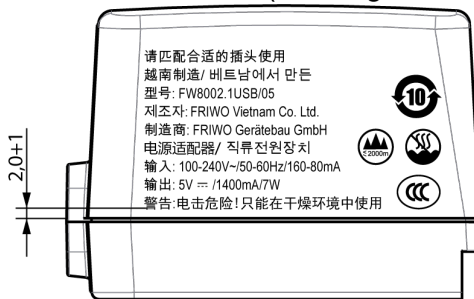 请匹配合适的插头使用
越南制造/ 베트남에서 만든
型号: FW8002.1USB/05
제조자: FRIWO Vietnam Co. Ltd.
制造商: FRIWO Gerätebau GmbH
电源适配器/ 직류전원장치
输入: 100-240V~/50-60Hz/160-80mA
输出: 5V ⎓ /1400mA/7W
警告:电击危险!只能在干燥环境中使用
10
≤2000m
CCC
2,0+1